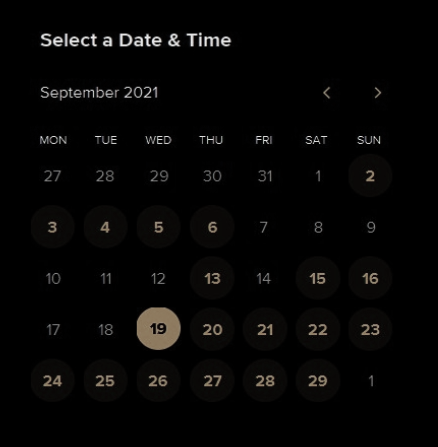 Select a Date & Time
September 2021
MON TUE WED THU FRI SAT SUN
27 28 29 30 31 1 2
3 4 5 6 7 8 9
10 11 12 13 14 15 16
17 18 19 20 21 22 23
24 25 26 27 28 29 1